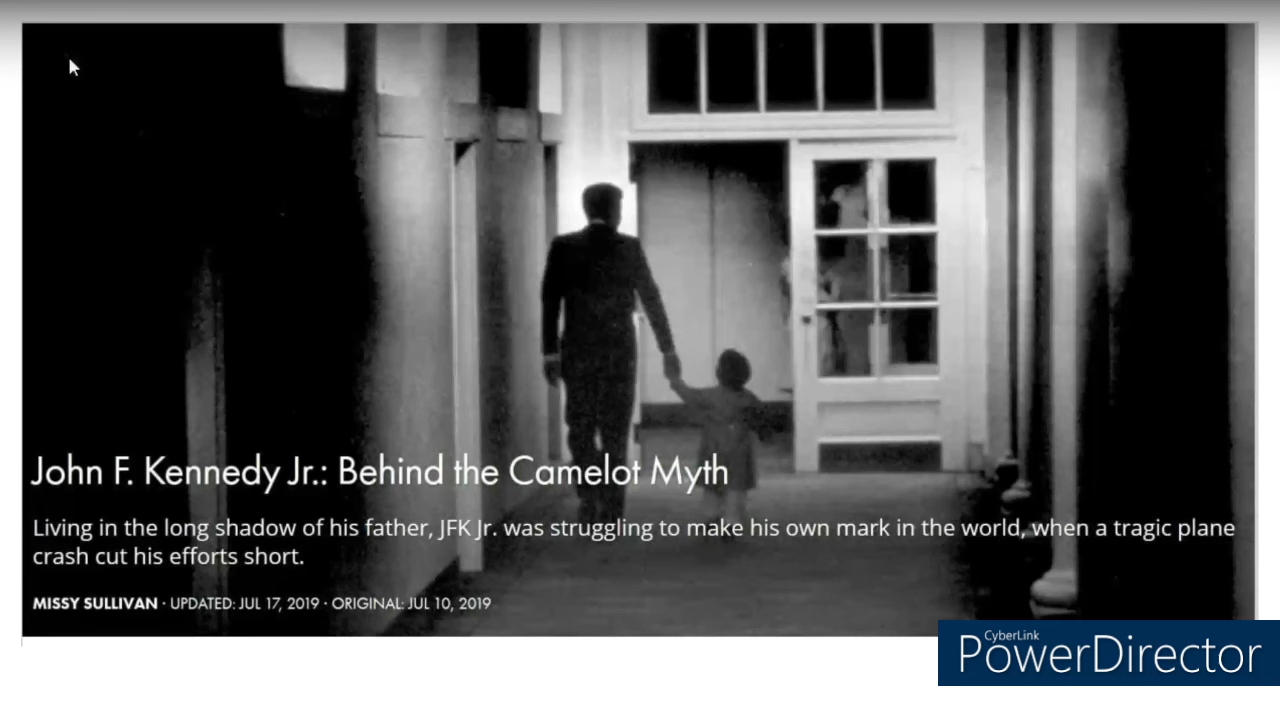 John F. Kennedy Jr.: Behind the Camelot Myth
Living in the long shadow of his father, JFK Jr. was struggling to make his own mark in the world, when a tragic plane
crash cut his efforts short.
MISSY SULLIVAN · UPDATED: JUL 17, 2019 · ORIGINAL: JUL 10, 2019
CyberLink
PowerDirector